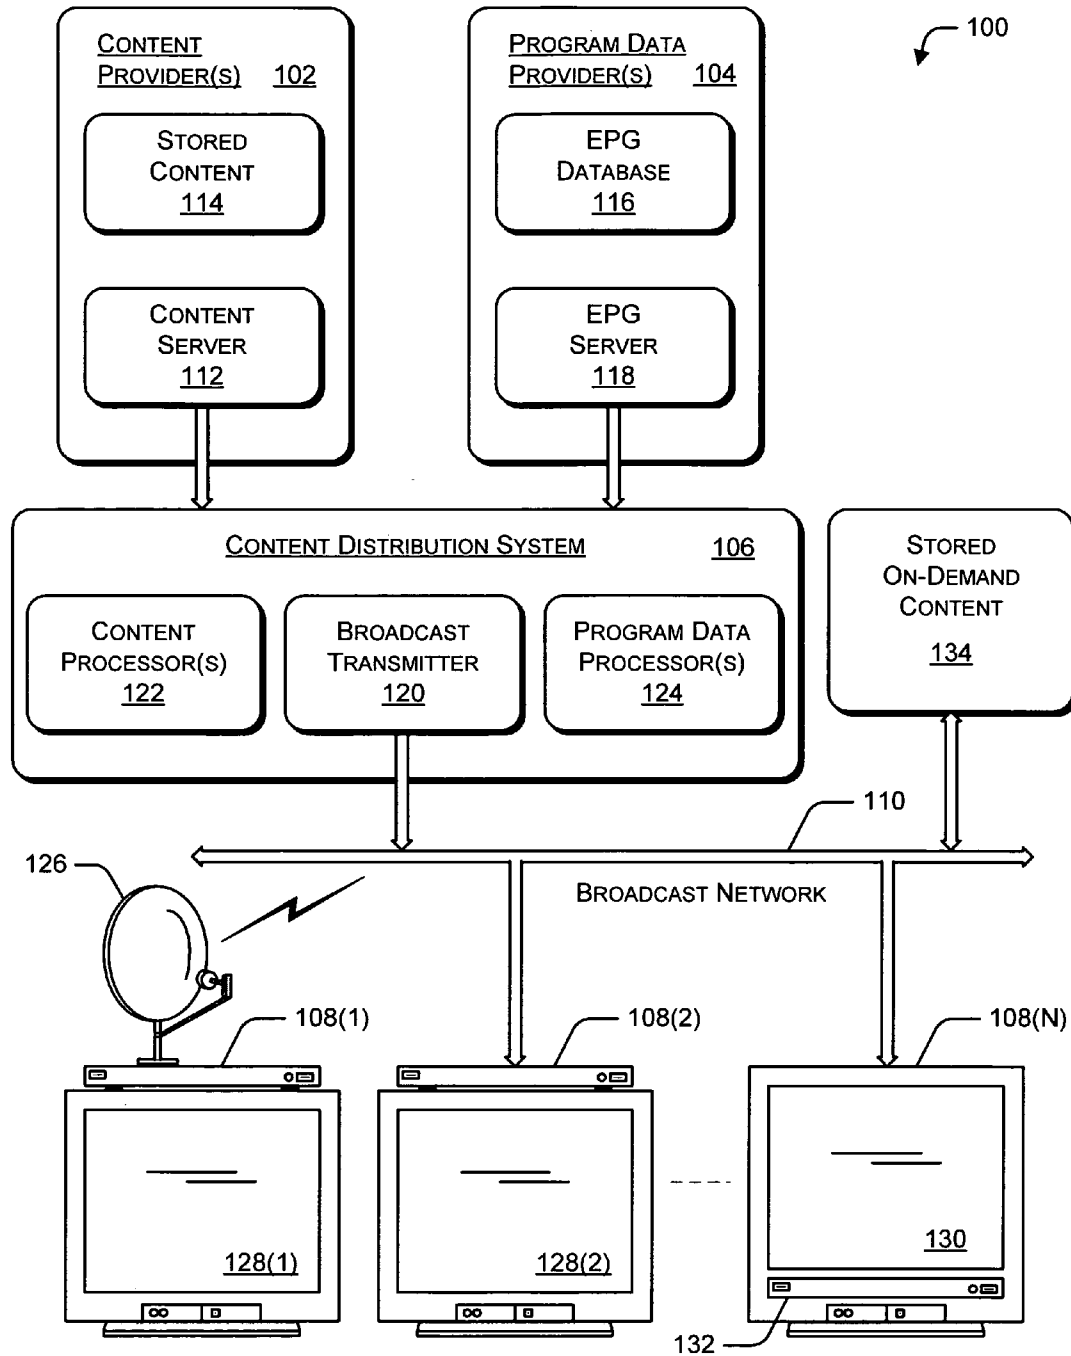 100
CONTENT
PROVIDER(S) 102
STORED
CONTENT
114
CONTENT
SERVER
112
PROGRAM DATA
PROVIDER(S) 104
EPG
DATABASE
116
EPG
SERVER
118
CONTENT DISTRIBUTION SYSTEM 106
CONTENT
PROCESSOR(S)
122
BROADCAST
TRANSMITTER
120
PROGRAM DATA
PROCESSOR(S)
124
STORED
ON-DEMAND
CONTENT
134
110
BROADCAST NETWORK
126
108(1)
108(2)
108(N)
128(1)
128(2)
130
132